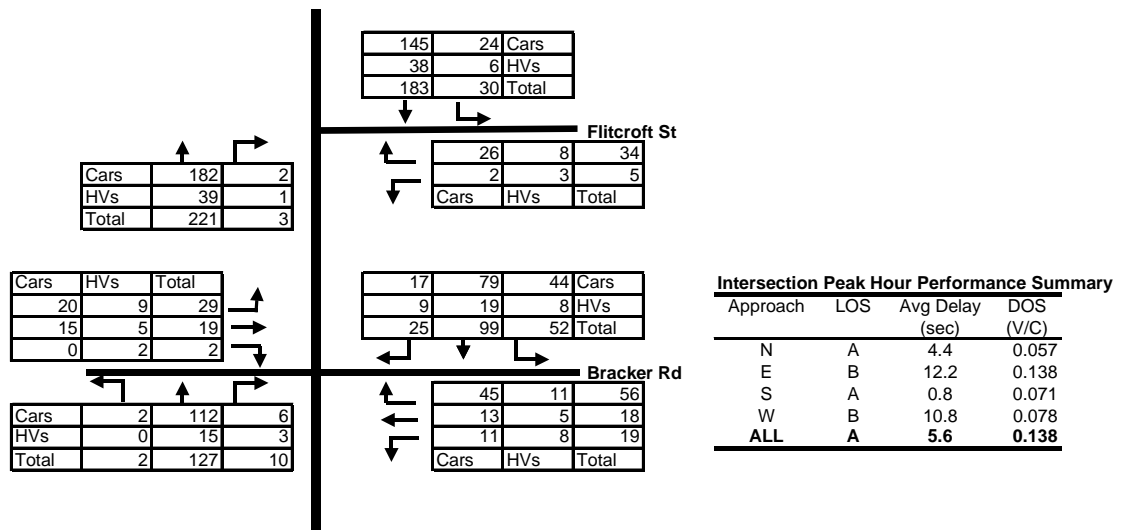 145 24 Cars
38 6 HVs
183 30 Total
Flitcroft St
26 8 34
2 3 5
Cars HVs Total
Cars 182 2
HVs 39 1
Total 221 3
Cars HVs Total
20 9 29
15 5 19
0 2 2
17 79 44 Cars
9 19 8 HVs
25 99 52 Total
Bracker Rd
Cars 2 112 6
HVs 0 15 3
Total 2 127 10
45 11 56
13 5 18
11 8 19
Cars HVs Total
Intersection Peak Hour Performance Summary
Approach LOS Avg Delay DOS
(sec) (V/C)
N A 4.4 0.057
E B 12.2 0.138
S A 0.8 0.071
W B 10.8 0.078
ALL A 5.6 0.138